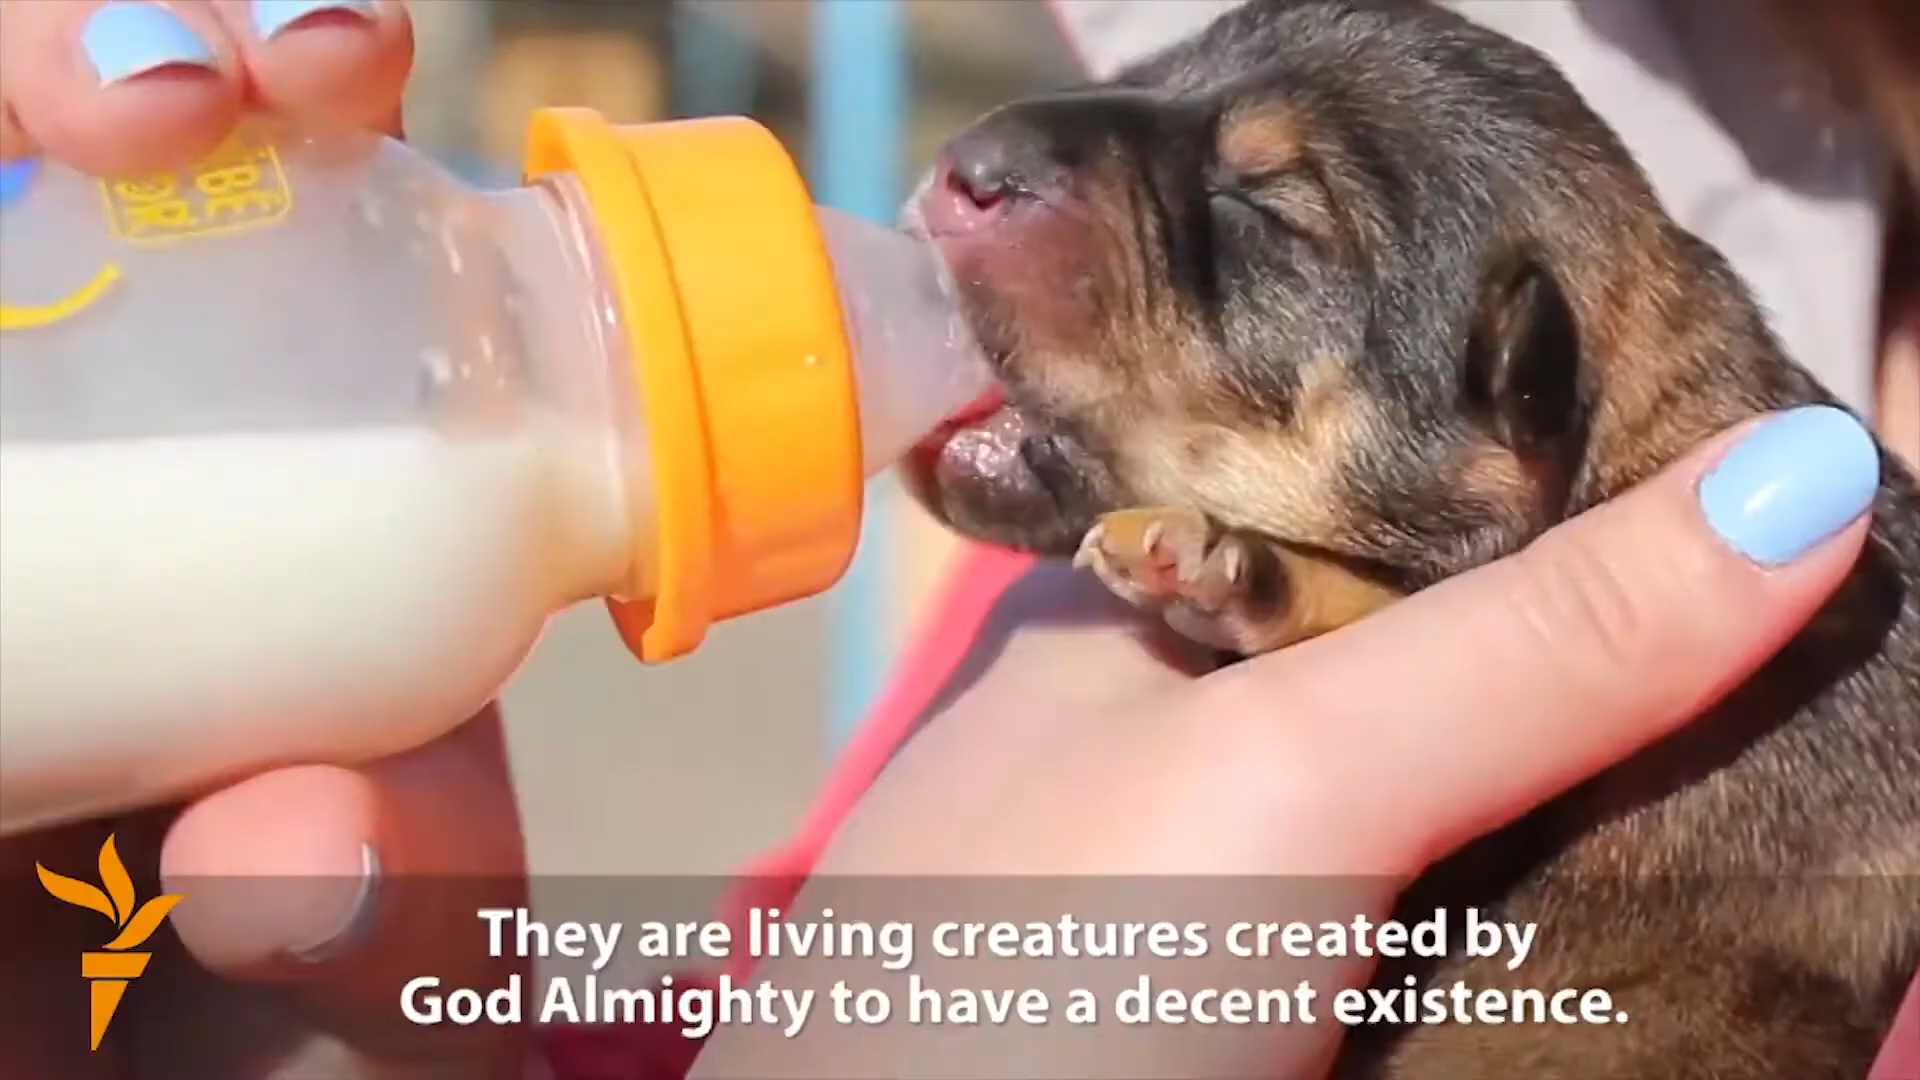 They are living creatures created by
God Almighty to have a decent existence.